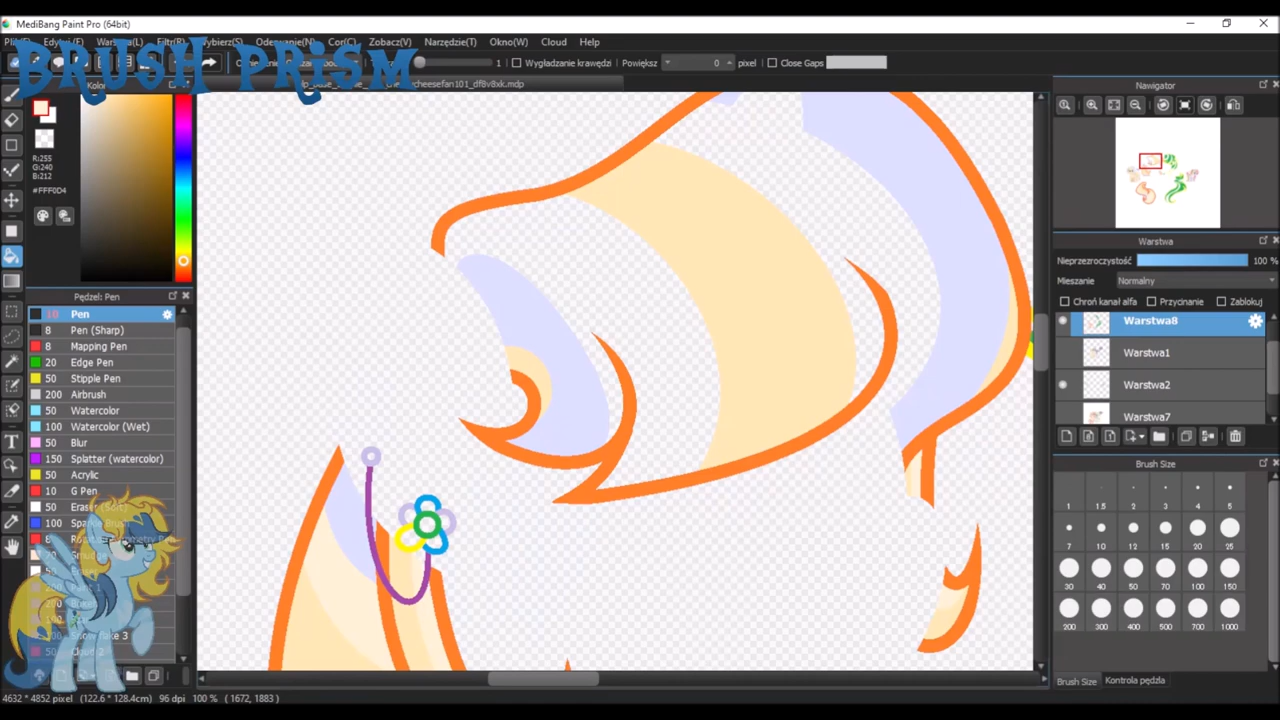 MediBang Paint Pro (64bit)
BRUSH PRISM
Cor(C) Zobacz(V) Narzędzie(T) Okno(W) Cloud Help
1 Wygładzanie krawędzi Powiększ 0 pixel Close Gaps
cheesefan101_df8v8xk.mdp
R:255
G:240
B:212
#FFF0D4
Pędzel: Pen
10 Pen
8 Pen (Sharp)
8 Mapping Pen
20 Edge Pen
50 Stipple Pen
200 Airbrush
50 Watercolor
100 Watercolor (Wet)
50 Blur
150 Splatter (watercolor)
50 Acrylic
10 G Pen
50 Eraser (Soft)
Nawigator
Warstwa
Nieprzezroczystość 100 %
Mieszanie Normalny
Chroń kanał alfa Przycinanie Zablokuj
Warstwa8
Warstwa1
Warstwa2
Warstwa7
Brush Size
1 2 3 4 5
7 10 12 15 20 25
30 40 50 70 100 150
200 300 400 500 700 1000
Brush Size Kontrola pędzla
4632 * 4852 pixel (122.6 * 128.4cm) 96 dpi 100 % ( 1672, 1883 )